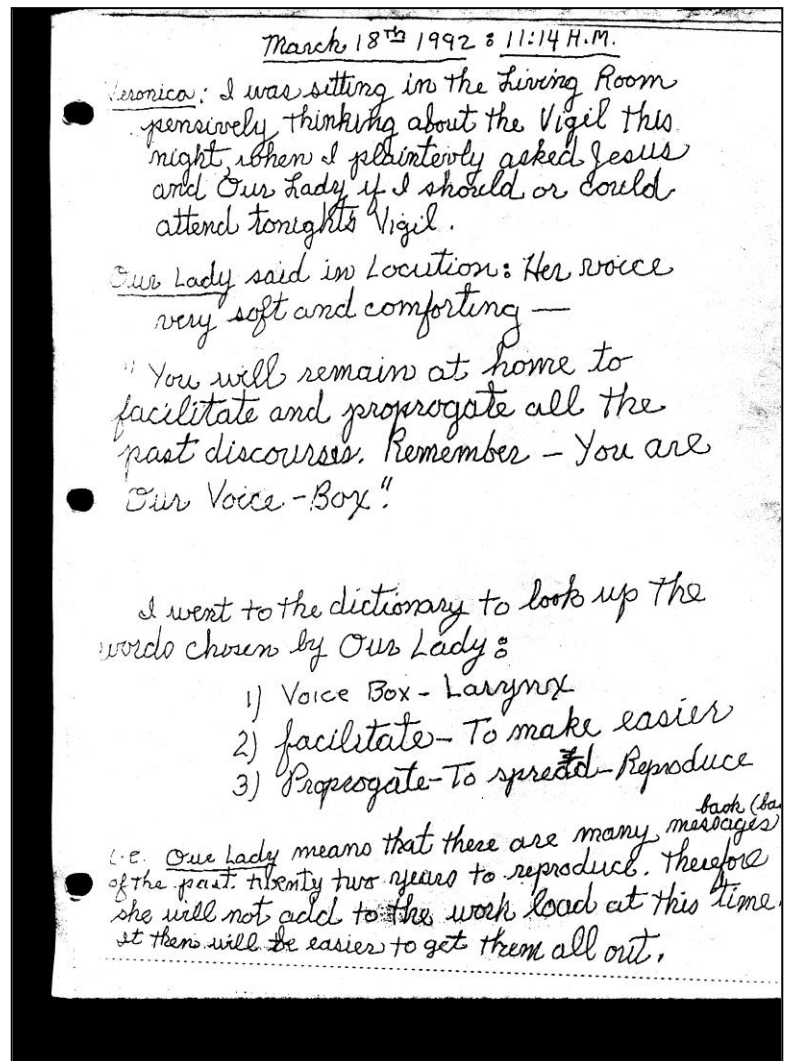 March 18th 1992 : 11:14 A.M.
Veronica: I was sitting in the Living Room
pensively, thinking about the Vigil this
night, when I plaintevly asked Jesus
and Our Lady if I should or could
attend tonights Vigil.
Our Lady said in Locution: Her voice
very soft and comforting —
"You will remain at home to
facilitate and proprogate all the
past discourses. Remember – You are
Our Voice-Box".
I went to the dictionary to look up the
words chosen by Our Lady:
1) Voice Box - Larynyx
2) facilitate - To make easier
3) Proprogate - To spread - Reproduce
back
i.e. Our Lady means that there are many messages
of the past twenty two years to reproduce. Therefore
she will not add to the work load at this time.
It then will be easier to get them all out.